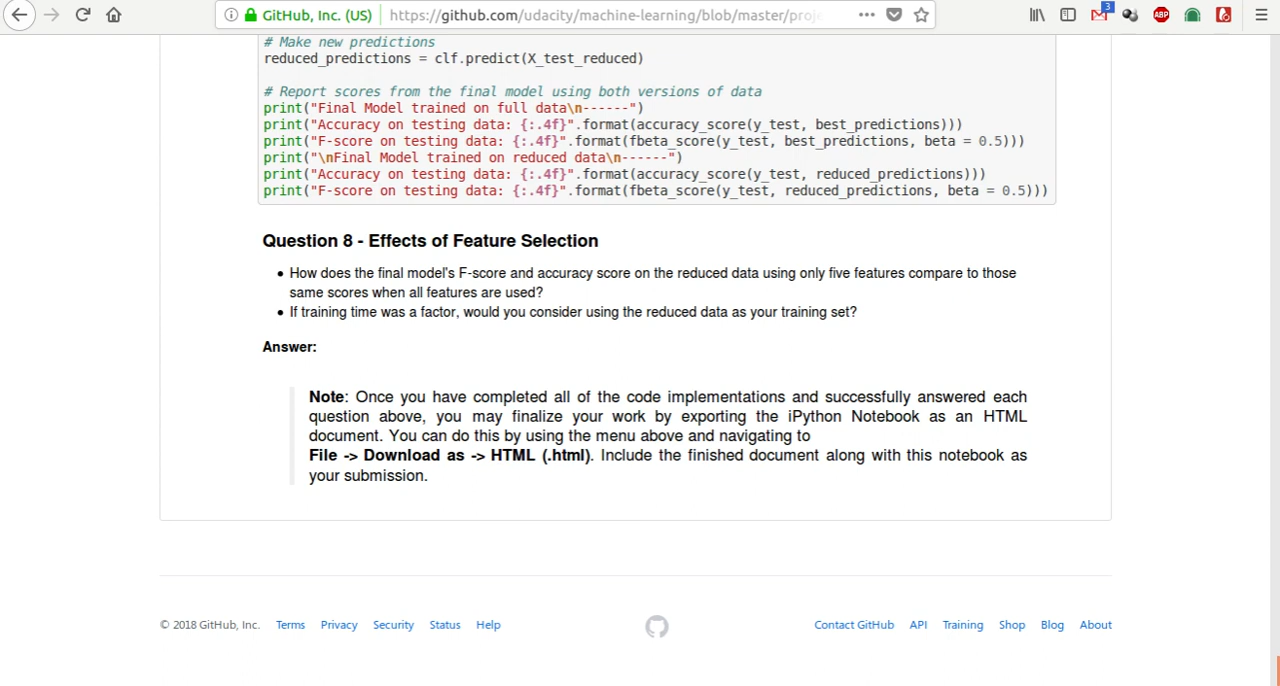 GitHub, Inc. (US) https://github.com/udacity/machine-learning/blob/master/proje
3
ABP
# Make new predictions
reduced_predictions = clf.predict(X_test_reduced)
# Report scores from the final model using both versions of data
print("Final Model trained on full data\n------")
print("Accuracy on testing data: {:.4f}".format(accuracy_score(y_test, best_predictions)))
print("F-score on testing data: {:.4f}".format(fbeta_score(y_test, best_predictions, beta = 0.5)))
print("\nFinal Model trained on reduced data\n------")
print("Accuracy on testing data: {:.4f}".format(accuracy_score(y_test, reduced_predictions)))
print("F-score on testing data: {:.4f}".format(fbeta_score(y_test, reduced_predictions, beta = 0.5)))
Question 8 - Effects of Feature Selection
• How does the final model's F-score and accuracy score on the reduced data using only five features compare to those
same scores when all features are used?
• If training time was a factor, would you consider using the reduced data as your training set?
Answer:
Note: Once you have completed all of the code implementations and successfully answered each
question above, you may finalize your work by exporting the iPython Notebook as an HTML
document. You can do this by using the menu above and navigating to
File -> Download as -> HTML (.html). Include the finished document along with this notebook as
your submission.
© 2018 GitHub, Inc. Terms Privacy Security Status Help Contact GitHub API Training Shop Blog About